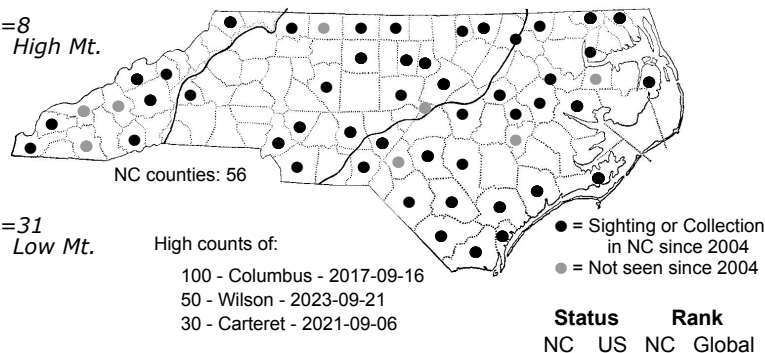 =8
High Mt.
NC counties: 56
=31
Low Mt.
High counts of:
100 - Columbus - 2017-09-16
50 - Wilson - 2023-09-21
30 - Carteret - 2021-09-06
= Sighting or Collection
in NC since 2004
= Not seen since 2004
Status Rank
NC US NC Global